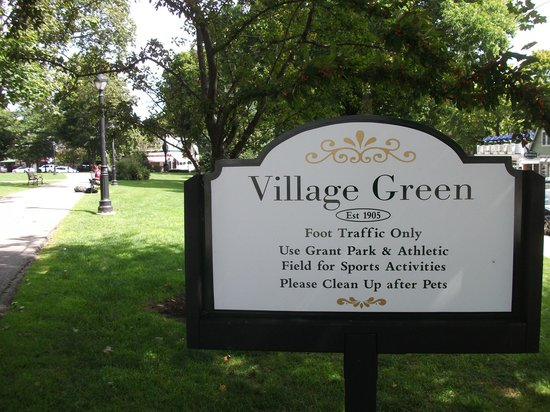 Village Green
Est 1905
Foot Traffic Only
Use Grant Park & Athletic
Field for Sports Activities
Please Clean Up after Pets